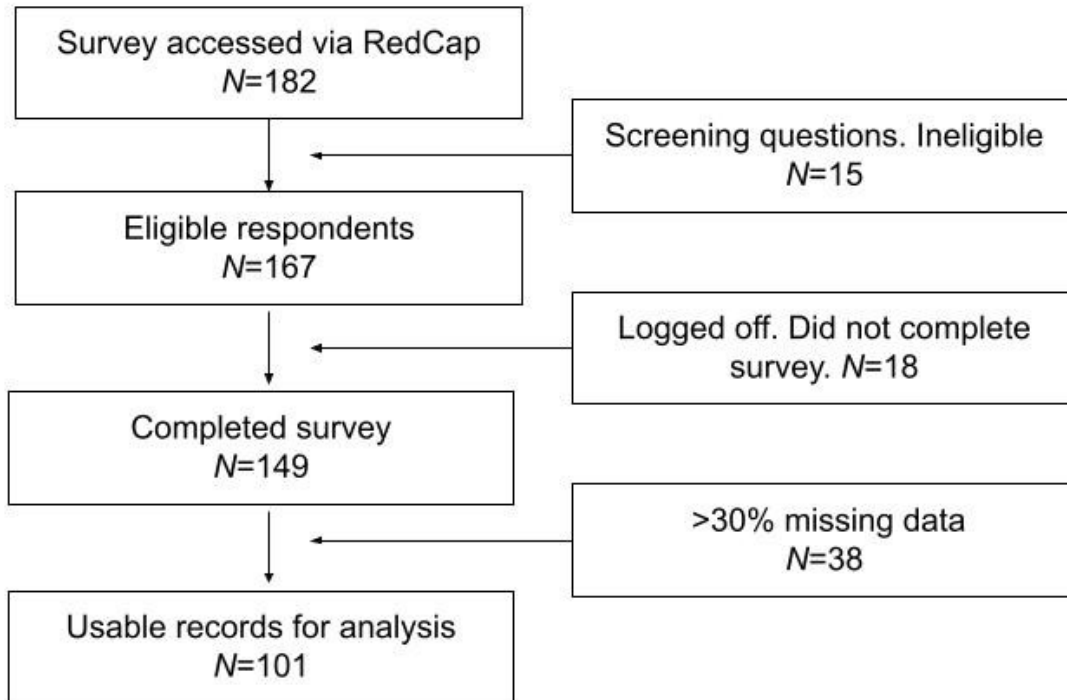 Survey accessed via RedCap
N=182
Screening questions. Ineligible
N=15
Eligible respondents
N=167
Logged off. Did not complete
survey. N=18
Completed survey
N=149
>30% missing data
N=38
Usable records for analysis
N=101